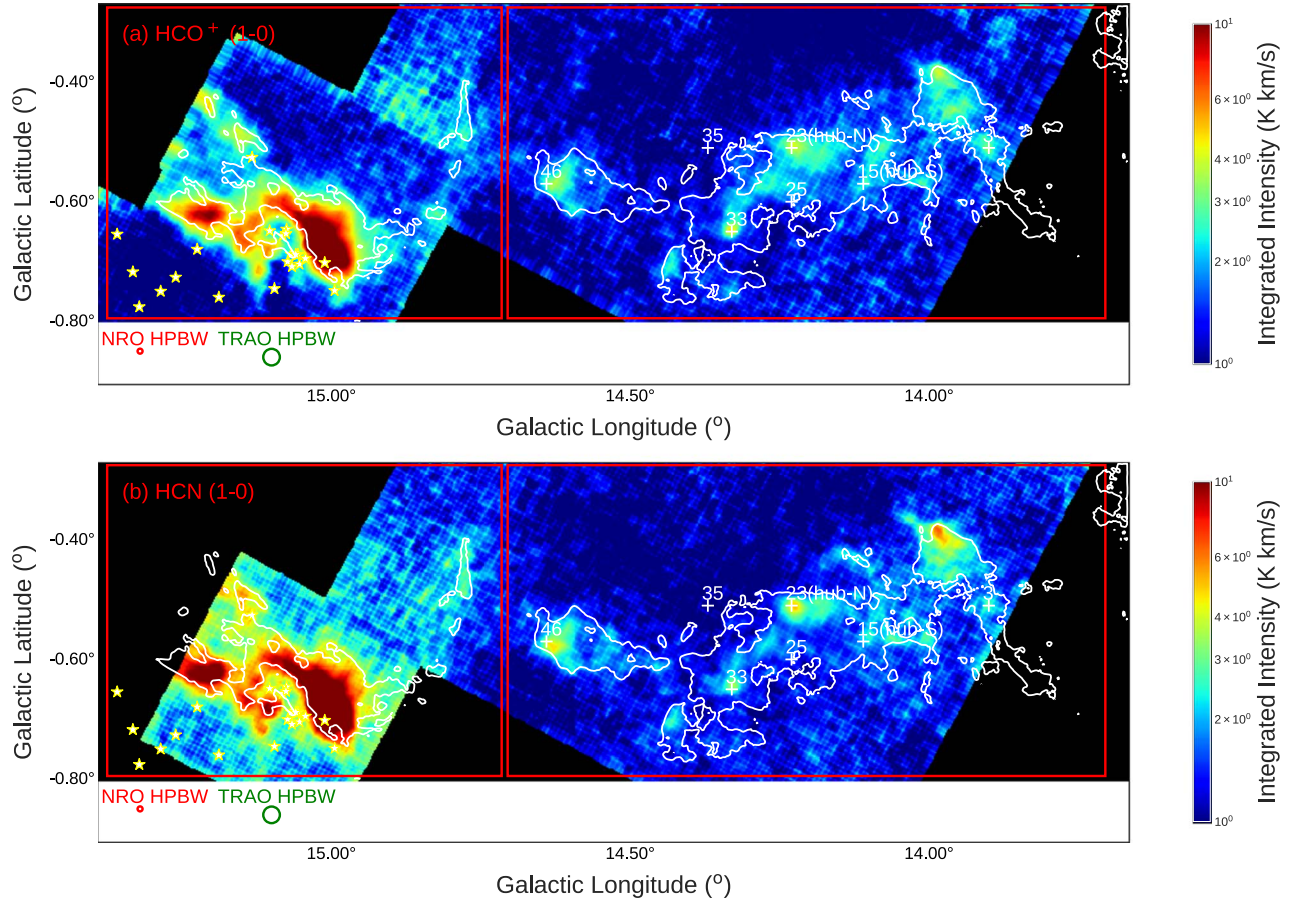 (a) HCO⁺ (1-0)
-0.40°
-0.60°
-0.80°
Galactic Latitude (º)
35
23(hub-N)
46
15(hub-S)
25
33
NRO HPBW TRAO HPBW
15.00° 14.50° 14.00°
Galactic Longitude (º)
10¹
6 × 10⁰
4 × 10⁰
3 × 10⁰
2 × 10⁰
10⁰
Integrated Intensity (K km/s)
(b) HCN (1-0)
-0.40°
-0.60°
-0.80°
Galactic Latitude (º)
35
23(hub-N)
46
15(hub-S)
25
33
NRO HPBW TRAO HPBW
15.00° 14.50° 14.00°
Galactic Longitude (º)
10¹
6 × 10⁰
4 × 10⁰
3 × 10⁰
2 × 10⁰
10⁰
Integrated Intensity (K km/s)